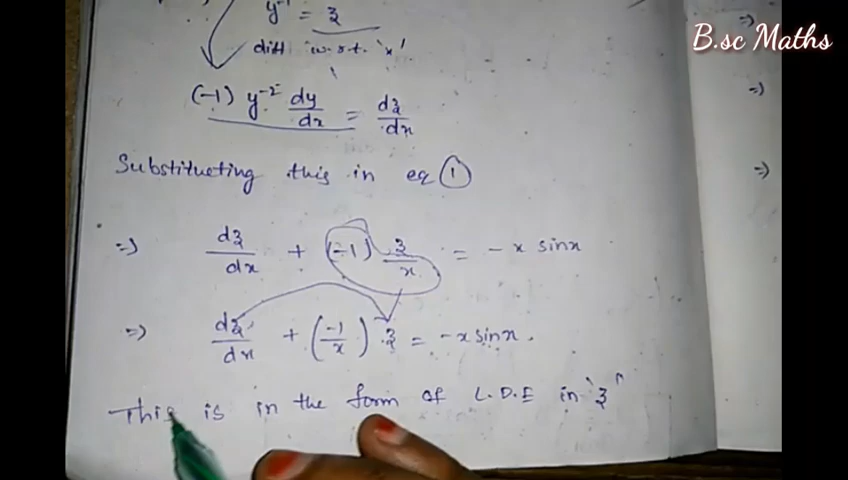 B.sc Maths
y⁻¹ = z
diff. w.r.t. 'x'
(-1) y⁻² dy/dx = dz/dx
Substitueting this in eq ①
=> dz/dx + (-1) z/x = - x sinx
=> dz/dx + (-1/x) z = -x sinx.
This is in the form of L.D.E in 'z'
=)
=)
=)